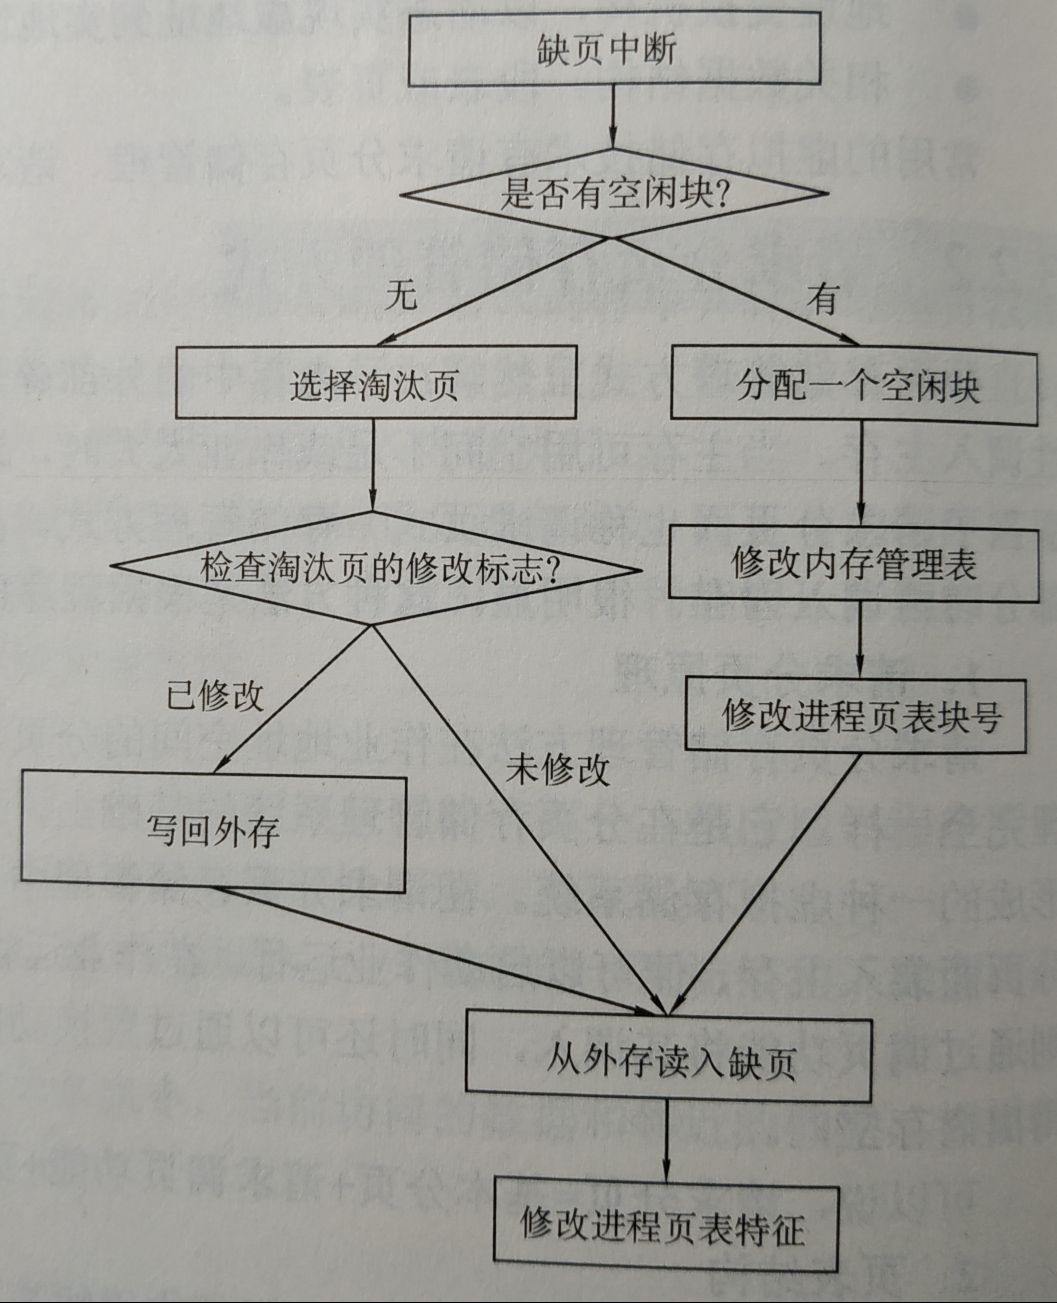 缺页中断
是否有空闲块?
无
有
选择淘汰页
分配一个空闲块
检查淘汰页的修改标志?
修改内存管理表
已修改
未修改
修改进程页表块号
写回外存
从外存读入缺页
修改进程页表特征